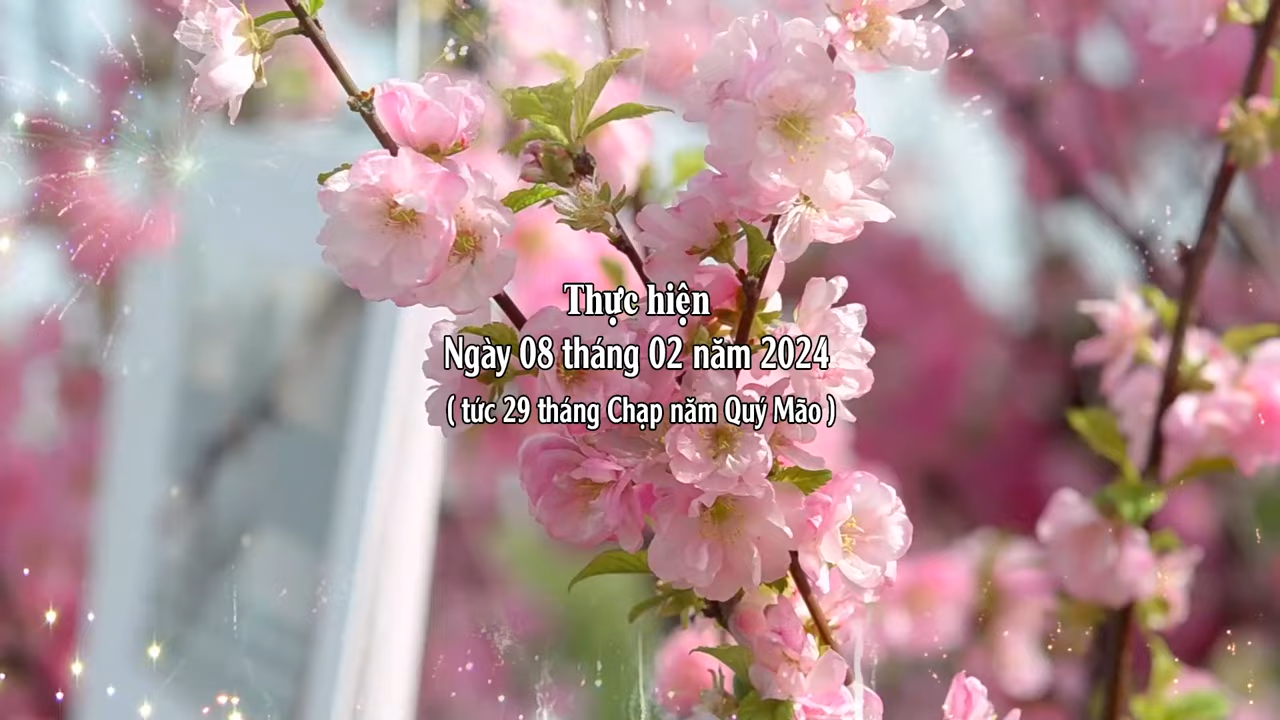 Thực hiện
Ngày 08 tháng 02 năm 2024
( tức 29 tháng Chạp năm Quý Mão )